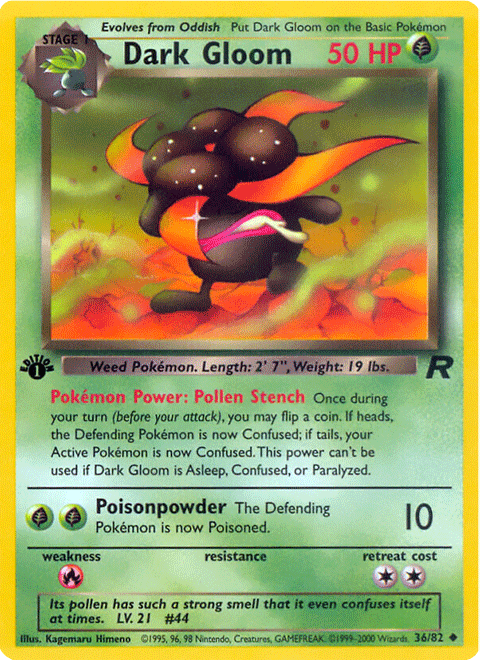 Evolves from Oddish Put Dark Gloom on the Basic Pokémon
STAGE 1
Dark Gloom 50 HP
EDITION
1
Weed Pokémon. Length: 2' 7", Weight: 19 lbs.
R
Pokémon Power: Pollen Stench Once during
your turn (before your attack), you may flip a coin. If heads,
the Defending Pokémon is now Confused; if tails, your
Active Pokémon is now Confused. This power can't be
used if Dark Gloom is Asleep, Confused, or Paralyzed.
Poisonpowder The Defending
Pokémon is now Poisoned.
10
weakness resistance retreat cost
Its pollen has such a strong smell that it even confuses itself
at times. LV. 21 #44
Illus. Kagemaru Himeno ©1995, 96, 98 Nintendo, Creatures, GAMEFREAK. ©1999-2000 Wizards. 36/82